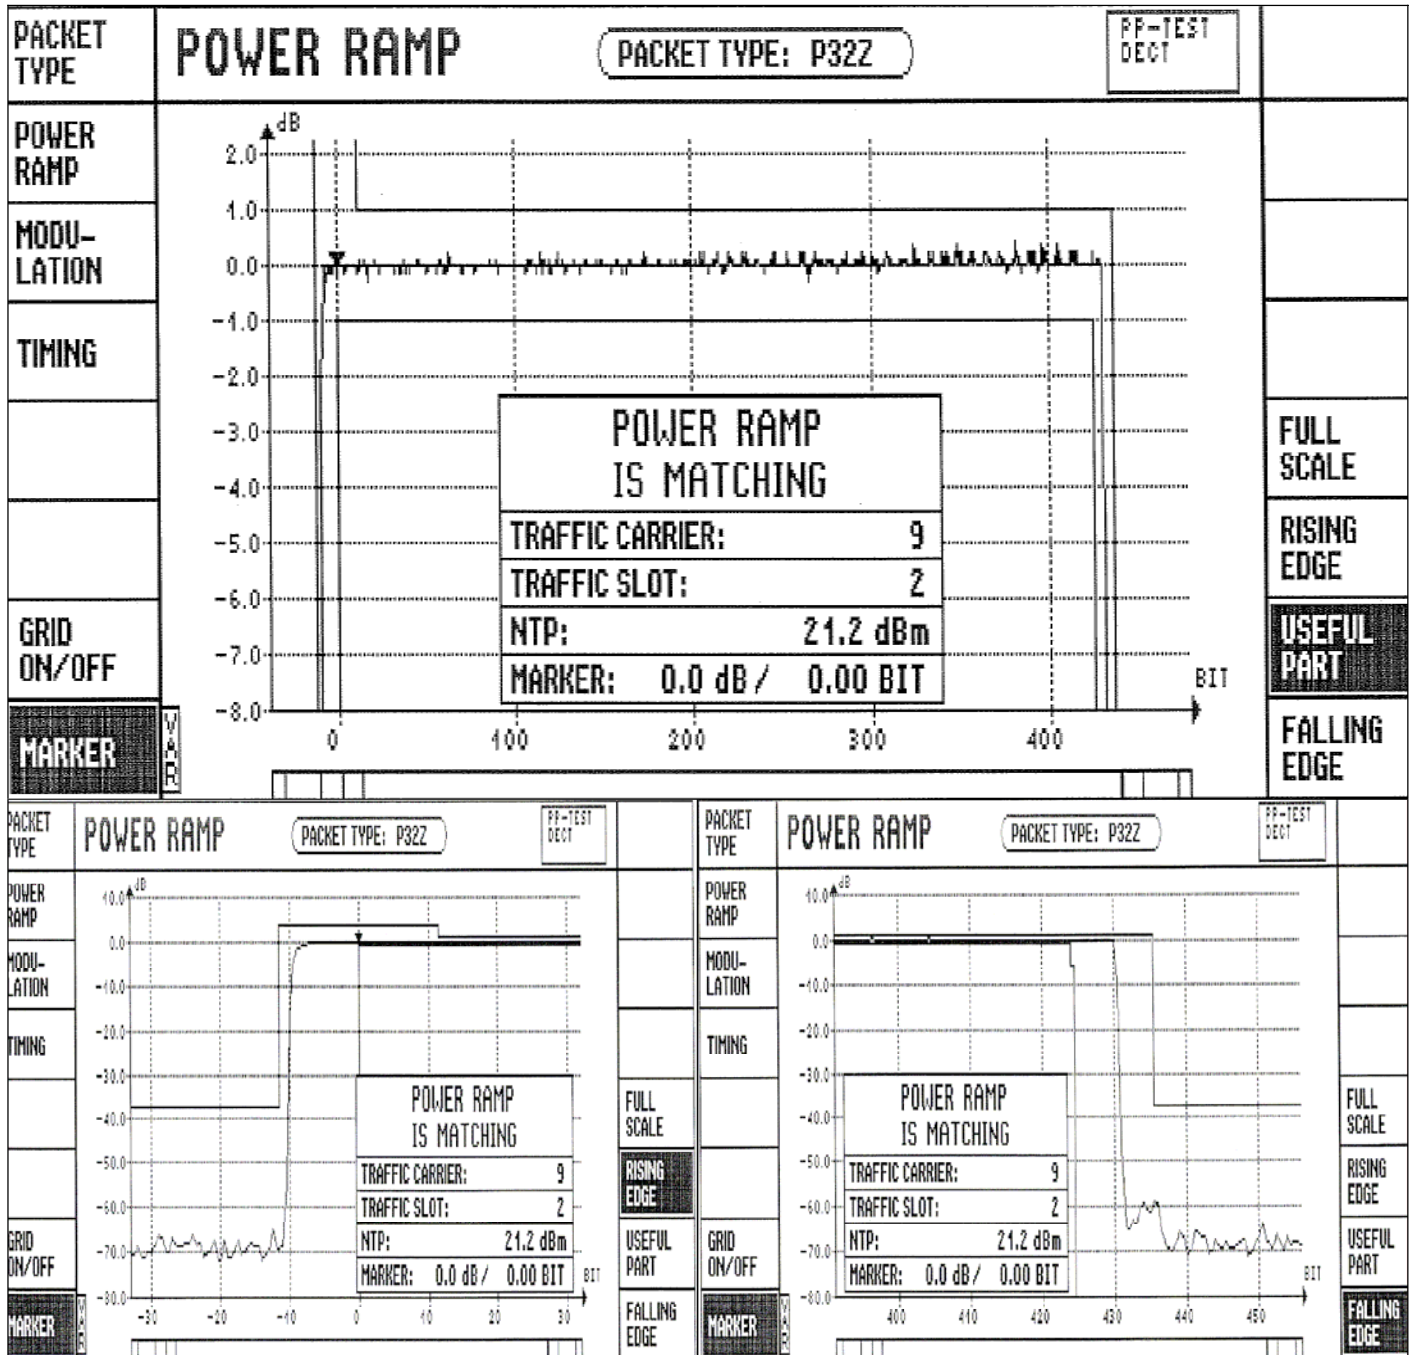 PACKET
TYPE
POWER RAMP
PACKET TYPE: P32Z
PP-TEST
DECT
POWER
RAMP
MODU-
LATION
TIMING
GRID
ON/OFF
MARKER
VAR
dB
2.0
1.0
0.0
-1.0
-2.0
-3.0
-4.0
-5.0
-6.0
-7.0
-8.0
0 100 200 300 400
BIT
POWER RAMP
IS MATCHING
TRAFFIC CARRIER: 9
TRAFFIC SLOT: 2
NTP: 21.2 dBm
MARKER: 0.0 dB / 0.00 BIT
FULL
SCALE
RISING
EDGE
USEFUL
PART
FALLING
EDGE
PACKET
TYPE
POWER RAMP
PACKET TYPE: P32Z
PP-TEST
DECT
POWER
RAMP
MODU-
LATION
TIMING
GRID
ON/OFF
MARKER
VAR
dB
10.0
0.0
-10.0
-20.0
-30.0
-40.0
-50.0
-60.0
-70.0
-80.0
-30 -20 -10 0 10 20 30
BIT
POWER RAMP
IS MATCHING
TRAFFIC CARRIER: 9
TRAFFIC SLOT: 2
NTP: 21.2 dBm
MARKER: 0.0 dB / 0.00 BIT
FULL
SCALE
RISING
EDGE
USEFUL
PART
FALLING
EDGE
PACKET
TYPE
POWER RAMP
PACKET TYPE: P32Z
PP-TEST
DECT
POWER
RAMP
MODU-
LATION
TIMING
GRID
ON/OFF
MARKER
VAR
dB
10.0
0.0
-10.0
-20.0
-30.0
-40.0
-50.0
-60.0
-70.0
-80.0
400 410 420 430 440 450
BIT
POWER RAMP
IS MATCHING
TRAFFIC CARRIER: 9
TRAFFIC SLOT: 2
NTP: 21.2 dBm
MARKER: 0.0 dB / 0.00 BIT
FULL
SCALE
RISING
EDGE
USEFUL
PART
FALLING
EDGE